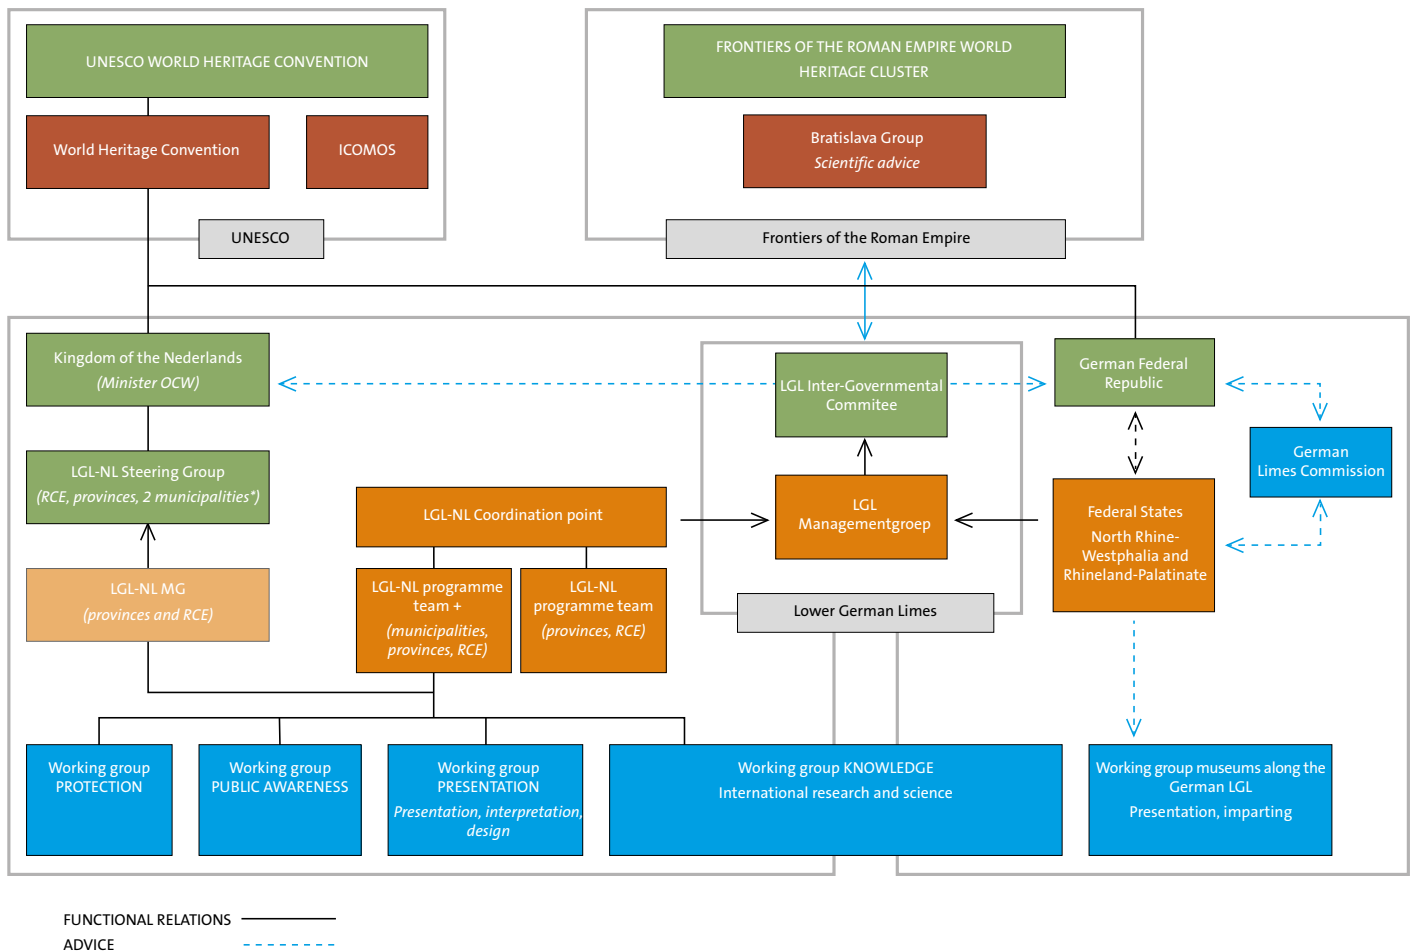 UNESCO WORLD HERITAGE CONVENTION
World Heritage Convention
ICOMOS
UNESCO
FRONTIERS OF THE ROMAN EMPIRE WORLD
HERITAGE CLUSTER
Bratislava Group
Scientific advice
Frontiers of the Roman Empire
Kingdom of the Nederlands
(Minister OCW)
LGL Inter-Governmental
Commitee
German Federal
Republic
German
Limes Commission
LGL-NL Steering Group
(RCE, provinces, 2 municipalities*)
LGL-NL Coordination point
LGL
Managementgroep
Federal States
North Rhine-
Westphalia and
Rhineland-Palatinate
LGL-NL MG
(provinces and RCE)
LGL-NL programme
team +
(municipalities,
provinces, RCE)
LGL-NL
programme team
(provinces, RCE)
Lower German Limes
Working group
PROTECTION
Working group
PUBLIC AWARENESS
Working group
PRESENTATION
Presentation, interpretation,
design
Working group KNOWLEDGE
International research and science
Working group museums along the
German LGL
Presentation, imparting
FUNCTIONAL RELATIONS
ADVICE